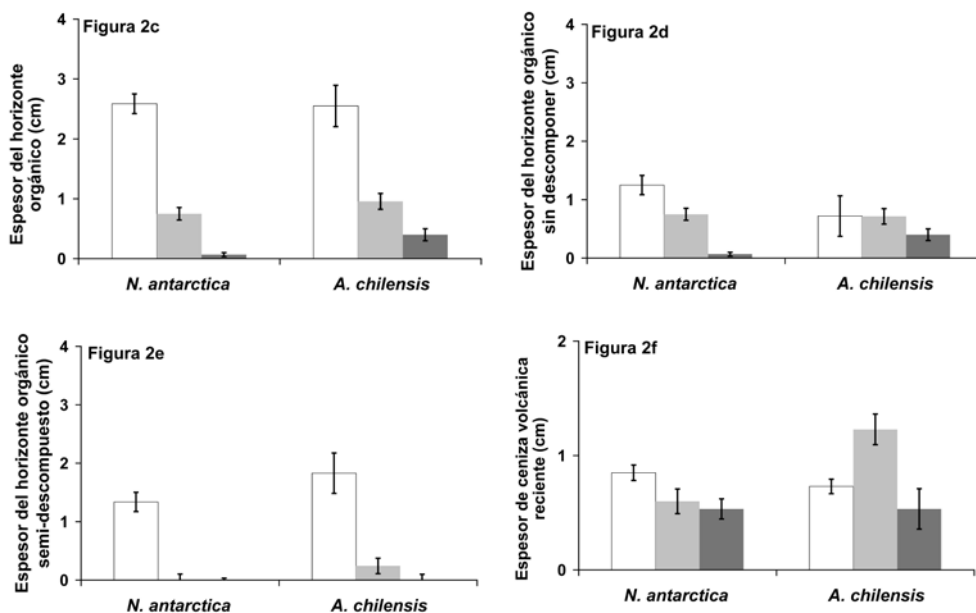 Figura 2c
Espesor del horizonte
orgánico (cm)
4
3
2
1
0
N. antarctica
A. chilensis
Figura 2d
Espesor del horizonte orgánico
sin descomponer (cm)
4
3
2
1
0
N. antarctica
A. chilensis
Figura 2e
Espesor del horizonte orgánico
semi-descompuesto (cm)
4
3
2
1
0
N. antarctica
A. chilensis
Figura 2f
Espesor de ceniza volcánica
reciente (cm)
2
1
0
N. antarctica
A. chilensis